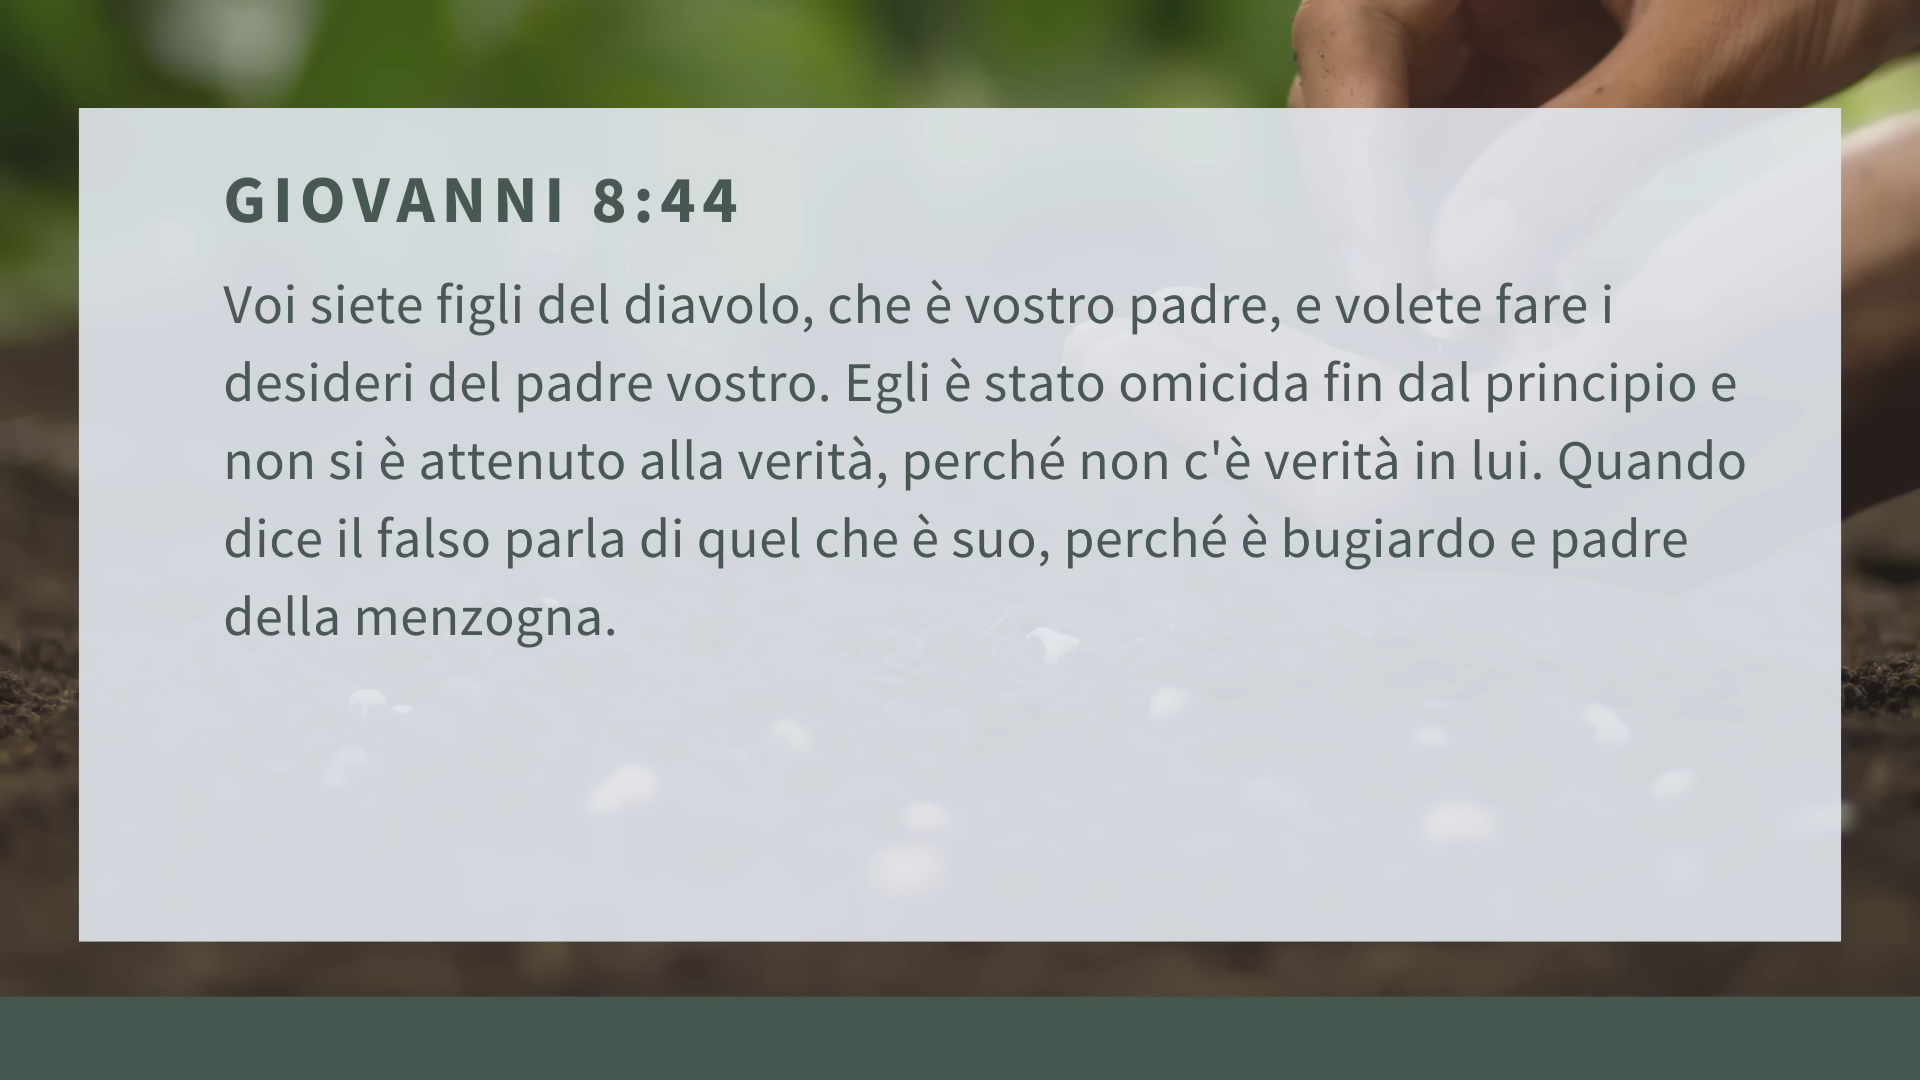 GIOVANNI 8:44
Voi siete figli del diavolo, che è vostro padre, e volete fare i
desideri del padre vostro. Egli è stato omicida fin dal principio e
non si è attenuto alla verità, perché non c'è verità in lui. Quando
dice il falso parla di quel che è suo, perché è bugiardo e padre
della menzogna.